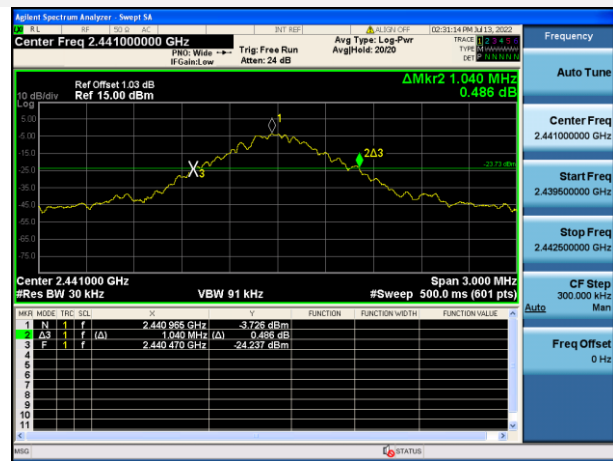 Agilent Spectrum Analyzer - Swept SA
RL RF 50 Ω AC INT REF ALIGN OFF 02:31:14 PM Jul 13, 2022
Center Freq 2.441000000 GHz
PNO: Wide
IFGain:Low
Trig: Free Run
Atten: 24 dB
Avg Type: Log-Pwr
Avg|Hold: 20/20
TRACE 1 2 3 4 5 6
TYPE M
DET P N N N N N
ΔMkr2 1.040 MHz
0.486 dB
Ref Offset 1.03 dB
10 dB/div Ref 15.00 dBm
Log
5.00
-5.00
-15.0
-25.0
-35.0
-45.0
-55.0
-65.0
-75.0
1
2Δ3
3
-23.73 dBm
Center 2.441000 GHz Span 3.000 MHz
#Res BW 30 kHz VBW 91 kHz #Sweep 500.0 ms (601 pts)
MKR MODE TRC SCL X Y FUNCTION FUNCTION WIDTH FUNCTION VALUE
1 N 1 f 2.440 965 GHz -3.726 dBm
2 Δ3 1 f (Δ) 1.040 MHz (Δ) 0.486 dB
3 F 1 f 2.440 470 GHz -24.237 dBm
4
5
6
7
8
9
10
11
MSG STATUS
Frequency
Auto Tune
Center Freq
2.441000000 GHz
Start Freq
2.439500000 GHz
Stop Freq
2.442500000 GHz
CF Step
300.000 kHz
Auto Man
Freq Offset
0 Hz